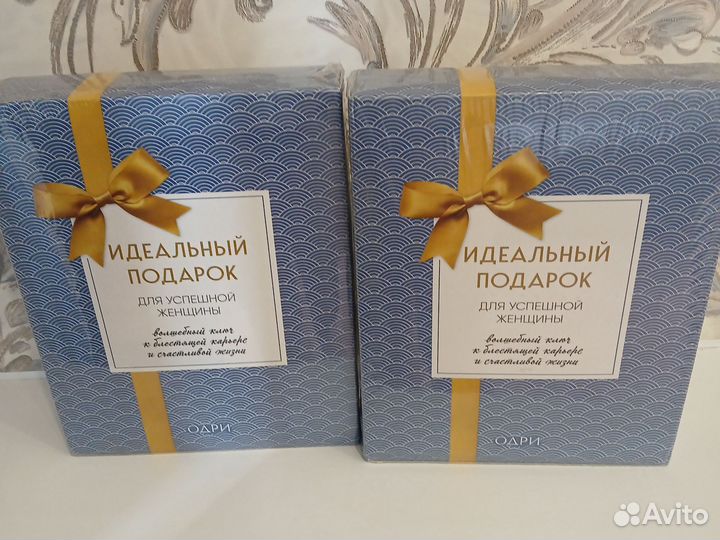 ИДЕАЛЬНЫЙ
ПОДАРОК
ДЛЯ УСПЕШНОЙ
ЖЕНЩИНЫ
волшебный ключ
к блестящей карьере
и счастливой жизни
ОДРИ
ИДЕАЛЬНЫЙ
ПОДАРОК
ДЛЯ УСПЕШНОЙ
ЖЕНЩИНЫ
волшебный ключ
к блестящей карьере
и счастливой жизни
ОДРИ
Avito